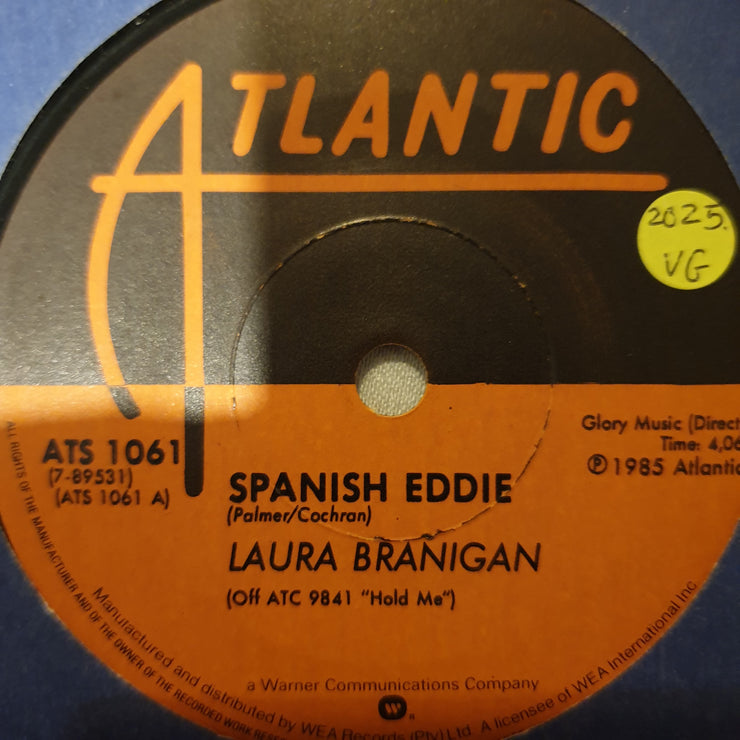 ATLANTIC
2025.
VG
ATS 1061
(7-89531)
(ATS 1061 A)
Glory Music (Direct
Time: 4,06
℗ 1985 Atlantic
SPANISH EDDIE
(Palmer/Cochran)
LAURA BRANIGAN
(Off ATC 9841 "Hold Me")
ALL RIGHTS OF THE MANUFACTURER AND OF THE OWNER OF THE RECORDED WORK RESE
Manufactured and distributed by WEA Records (Pty) Ltd. A licensee of WEA International Inc.
a Warner Communications Company